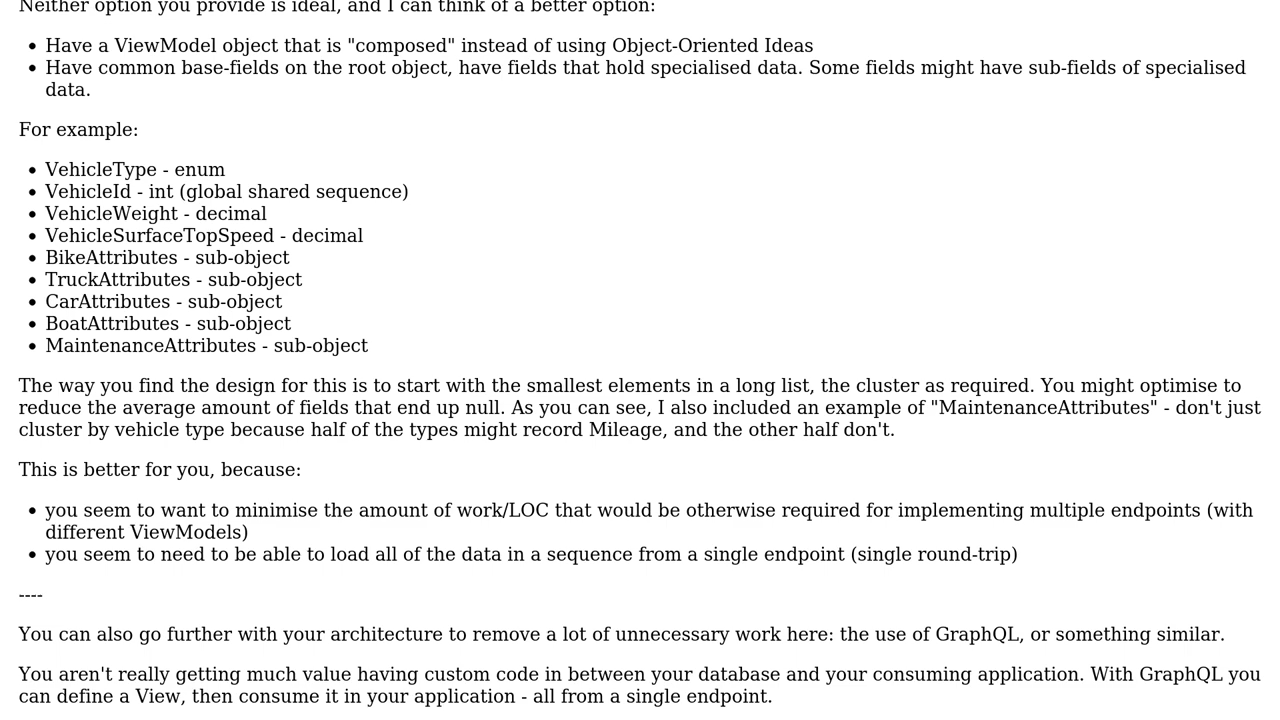 Neither option you provide is ideal, and I can think of a better option:
• Have a ViewModel object that is "composed" instead of using Object-Oriented Ideas
• Have common base-fields on the root object, have fields that hold specialised data. Some fields might have sub-fields of specialised
data.
For example:
• VehicleType - enum
• VehicleId - int (global shared sequence)
• VehicleWeight - decimal
• VehicleSurfaceTopSpeed - decimal
• BikeAttributes - sub-object
• TruckAttributes - sub-object
• CarAttributes - sub-object
• BoatAttributes - sub-object
• MaintenanceAttributes - sub-object
The way you find the design for this is to start with the smallest elements in a long list, the cluster as required. You might optimise to
reduce the average amount of fields that end up null. As you can see, I also included an example of "MaintenanceAttributes" - don't just
cluster by vehicle type because half of the types might record Mileage, and the other half don't.
This is better for you, because:
• you seem to want to minimise the amount of work/LOC that would be otherwise required for implementing multiple endpoints (with
different ViewModels)
• you seem to need to be able to load all of the data in a sequence from a single endpoint (single round-trip)
----
You can also go further with your architecture to remove a lot of unnecessary work here: the use of GraphQL, or something similar.
You aren't really getting much value having custom code in between your database and your consuming application. With GraphQL you
can define a View, then consume it in your application - all from a single endpoint.